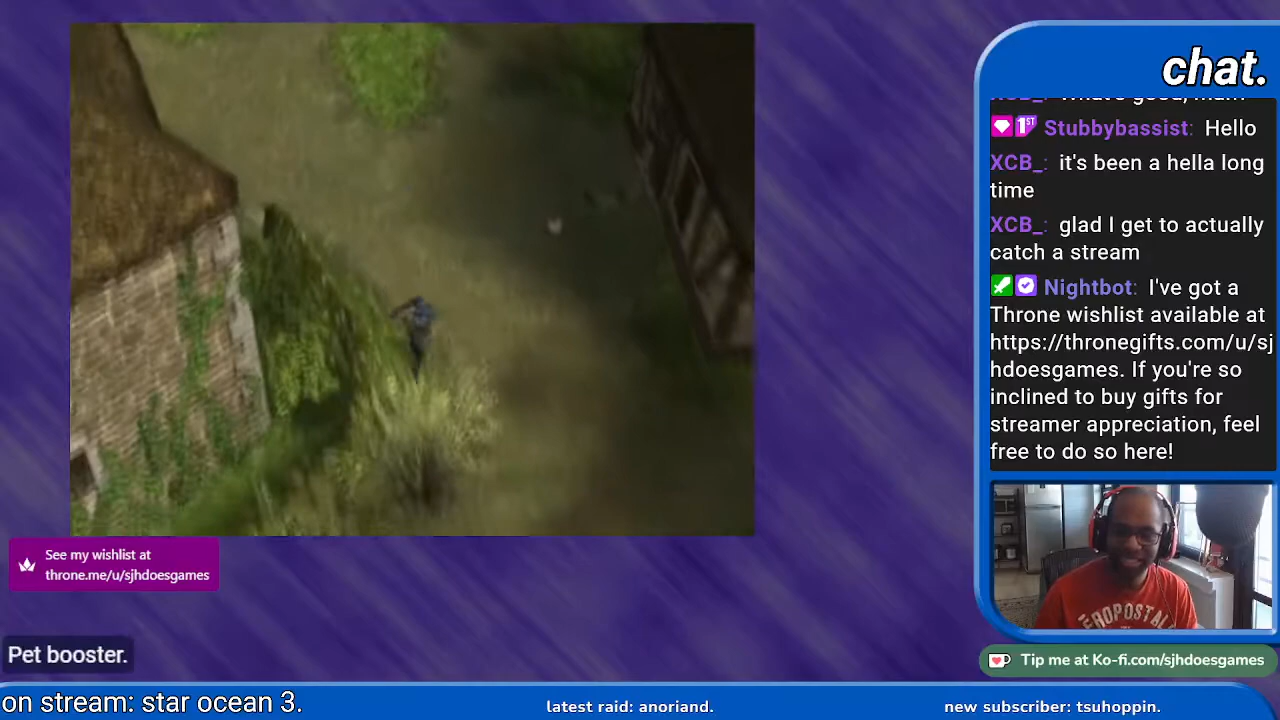 chat.
Stubbybassist: Hello
XCB_: it's been a hella long
time
XCB_: glad I get to actually
catch a stream
Nightbot: I've got a
Throne wishlist available at
https://thronegifts.com/u/sj
hdoesgames. If you're so
inclined to buy gifts for
streamer appreciation, feel
free to do so here!
See my wishlist at
throne.me/u/sjhdoesgames
Pet booster.
Tip me at Ko-fi.com/sjhdoesgames
on stream: star ocean 3.
latest raid: anoriand.
new subscriber: tsuhoppin.